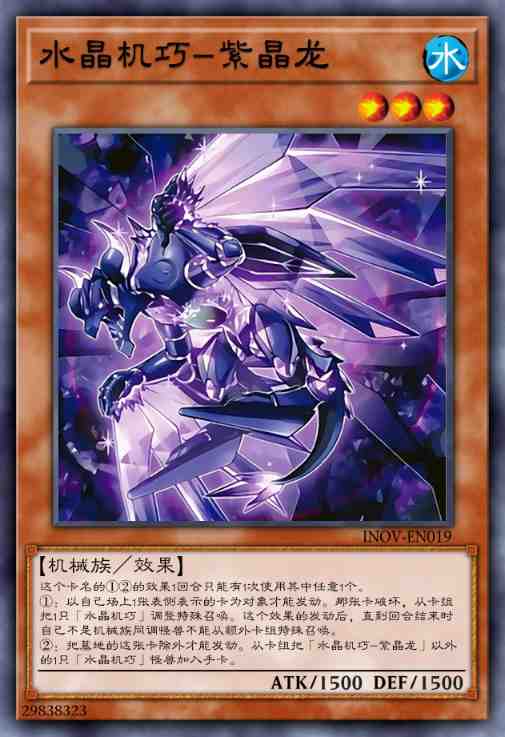 水晶机巧-紫晶龙
水
INOV-EN019
【机械族／效果】
这个卡名的①②的效果1回合只能有1次使用其中任意1个。
①：以自己场上1张表侧表示的卡为对象才能发动。那张卡破坏，从卡组
把1只「水晶机巧」调整特殊召唤。这个效果的发动后，直到回合结束时
自己不是机械族同调怪兽不能从额外卡组特殊召唤。
②：把墓地的这张卡除外才能发动。从卡组把「水晶机巧-紫晶龙」以外
的1只「水晶机巧」怪兽加入手卡。
ATK/1500 DEF/1500
29838323